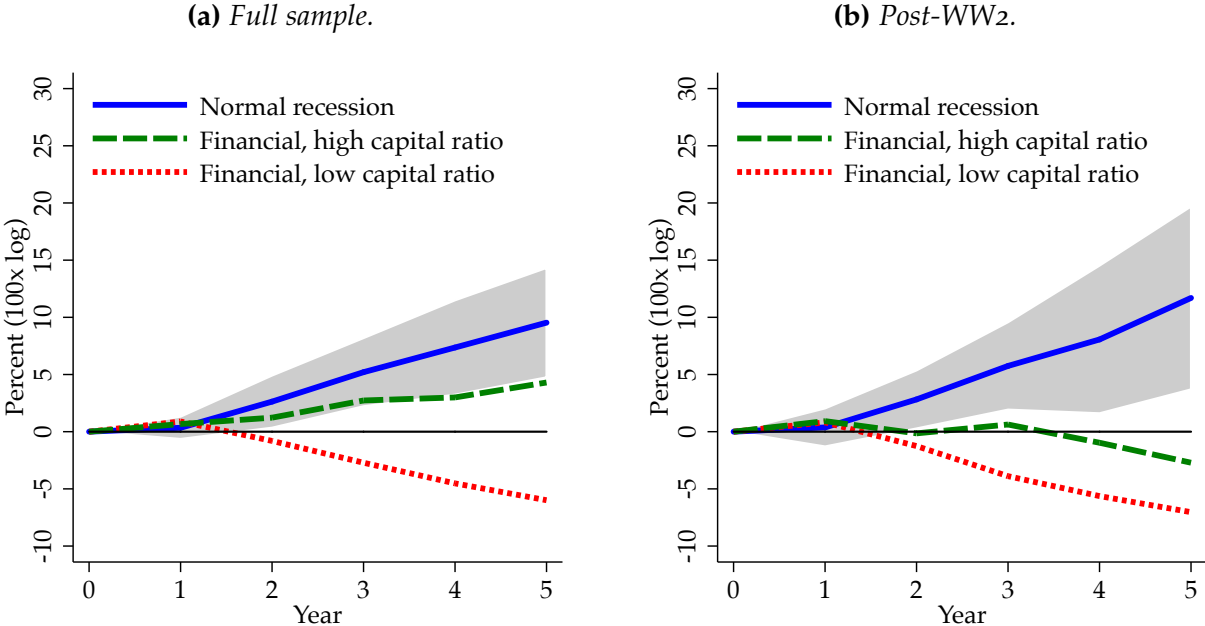 (a) Full sample.
Percent (100x log)
30
25
20
15
10
5
0
-5
-10
Normal recession
Financial, high capital ratio
Financial, low capital ratio
0 1 2 3 4 5
Year
(b) Post-WW2.
Percent (100x log)
30
25
20
15
10
5
0
-5
-10
Normal recession
Financial, high capital ratio
Financial, low capital ratio
0 1 2 3 4 5
Year